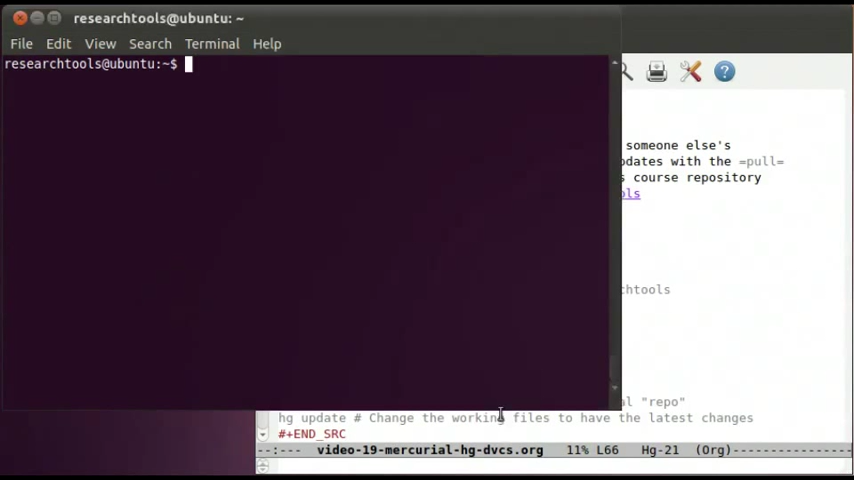 researchtools@ubuntu: ~
File Edit View Search Terminal Help
researchtools@ubuntu:~$
someone else's
pdates with the =pull=
s course repository
ols
chtools
al "repo"
hg update # Change the working files to have the latest changes
#+END_SRC
--:--- video-19-mercurial-hg-dvcs.org 11% L66 Hg-21 (Org)----------------